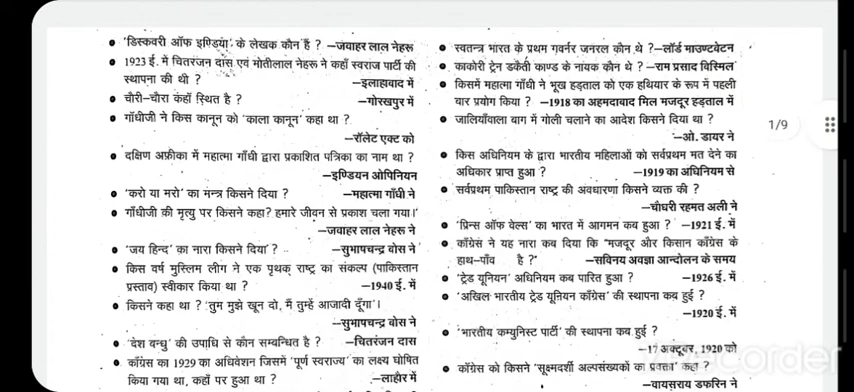 ● 'डिस्कवरी ऑफ इण्डिया' के लेखक कौन हैं ? –जवाहर लाल नेहरू
● 1923 ई. में चितरंजन दास एवं मोतीलाल नेहरू ने कहाँ स्वराज पार्टी की
स्थापना की थी ? –इलाहाबाद में
● चौरी–चौरा कहाँ स्थित है ? –गोरखपुर में
● गाँधीजी ने किस कानून को 'काला कानून' कहा था ?
–रॉलेट एक्ट को
● दक्षिण अफ्रीका में महात्मा गाँधी द्वारा प्रकाशित पत्रिका का नाम था ?
–इण्डियन ओपिनियन
● 'करो या मरो' का मन्त्र किसने दिया ? –महात्मा गाँधी ने
● गाँधीजी की मृत्यु पर किसने कहा? हमारे जीवन से प्रकाश चला गया।'
–जवाहर लाल नेहरू ने
● 'जय हिन्द' का नारा किसने दिया ? –सुभाषचन्द्र बोस ने
● किस वर्ष मुस्लिम लीग ने एक पृथक् राष्ट्र का संकल्प (पाकिस्तान
प्रस्ताव) स्वीकार किया था ? –1940 ई. में
● किसने कहा था ? 'तुम मुझे खून दो, मैं तुम्हें आजादी दूँगा'।
–सुभाषचन्द्र बोस ने
● 'देश बन्धु' की उपाधि से कौन सम्बन्धित है ? –चितरंजन दास
● काँग्रेस का 1929 का अधिवेशन जिसमें 'पूर्ण स्वराज्य' का लक्ष्य घोषित
किया गया था, कहाँ पर हुआ था ? –लाहौर में
● स्वतन्त्र भारत के प्रथम गवर्नर जनरल कौन थे ?–लॉर्ड माउण्टवेटन
● काकोरी ट्रेन डकैती काण्ड के नायक कौन थे ? –राम प्रसाद विस्मिल
● किसमें महात्मा गाँधी ने भूख हड़ताल को एक हथियार के रूप में पहली
वार प्रयोग किया ? –1918 का अहमदाबाद मिल मजदूर हड़ताल में
● जालियाँवाला बाग में गोली चलाने का आदेश किसने दिया था ?
–ओ. डायर ने
● किस अधिनियम के द्वारा भारतीय महिलाओं को सर्वप्रथम मत देने का
अधिकार प्राप्त हुआ ? –1919 का अधिनियम से
● सर्वप्रथम पाकिस्तान राष्ट्र की अवधारणा किसने व्यक्त की ?
–चौधरी रहमत अली ने
● 'प्रिन्स ऑफ वेल्स' का भारत में आगमन कब हुआ ? –1921 ई. में
● काँग्रेस ने यह नारा कब दिया कि "मजदूर और किसान काँग्रेस के
हाथ–पाँव है ?" –सविनय अवज्ञा आन्दोलन के समय
● 'ट्रेड यूनियन' अधिनियम कब पारित हुआ ? –1926 ई. में
● 'अखिल भारतीय ट्रेड यूनियन काँग्रेस' की स्थापना कब हुई ?
–1920 ई. में
● 'भारतीय कम्युनिस्ट पार्टी' की स्थापना कब हुई ?
–17 अक्टूबर, 1920 को
● काँग्रेस को किसने 'सूक्ष्मदर्शी अल्पसंख्यकों का प्रवक्ता' कहा ?
–वायसराय डफरिन ने
1/9